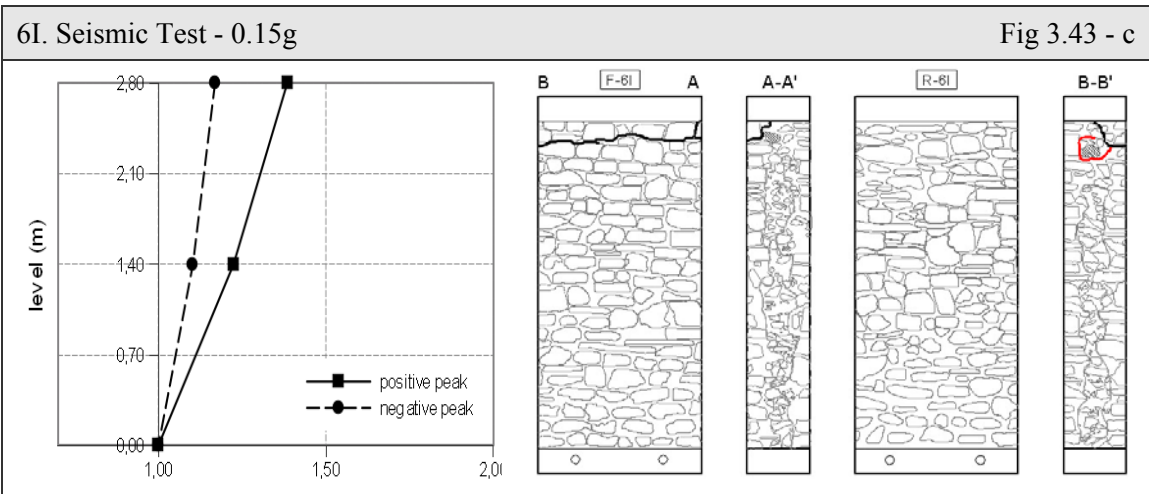 6I. Seismic Test - 0.15g Fig 3.43 - c
2,80
2,10
1,40
0,70
0,00
level (m)
1,00 1,50 2,0(
positive peak
negative peak
B F-6I A
A-A'
R-6I
B-B'